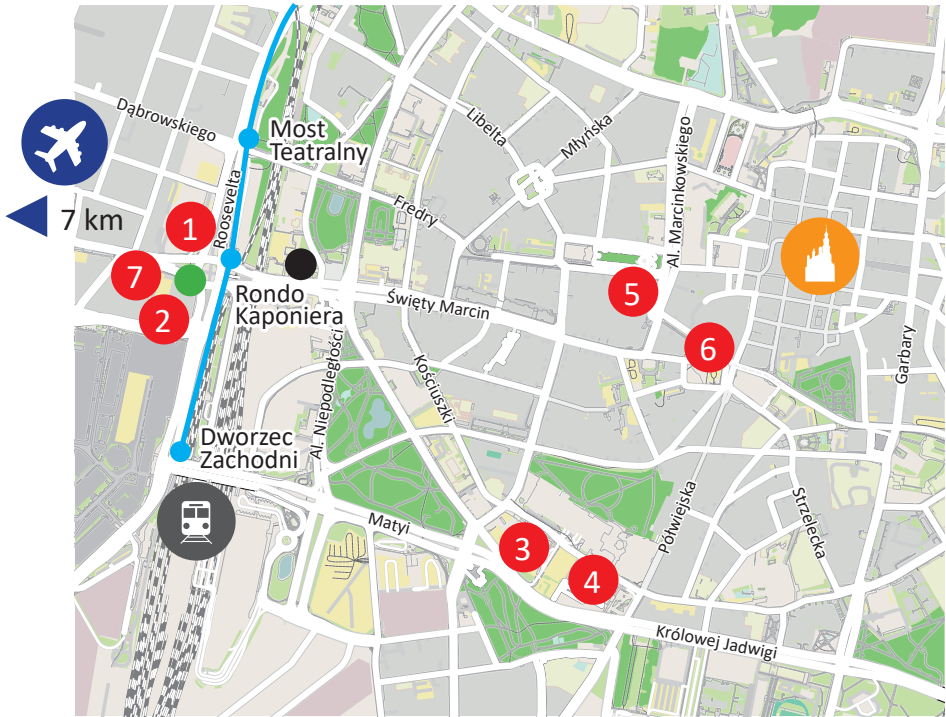 Dąbrowskiego
Most
Teatralny
Libelta
Młyńska
Al. Marcinkowskiego
7 km
1
Roosevelta
Fredry
7
2
Rondo
Kaponiera
Święty Marcin
5
6
Garbary
Al. Niepodległości
Kościuszki
Dworzec
Zachodni
Matyi
3
4
Półwiejska
Strzelecka
Królowej Jadwigi